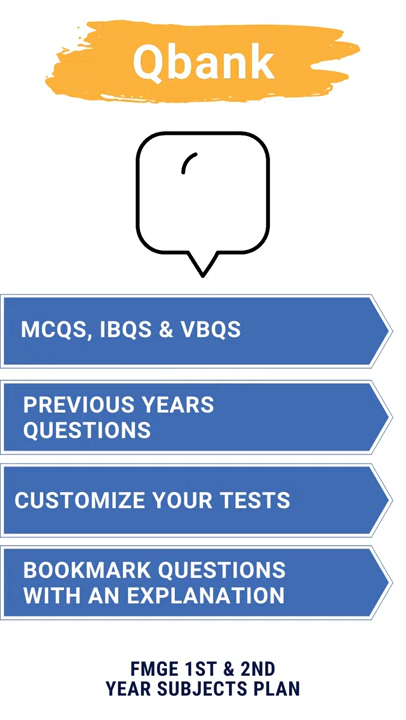 Qbank
MCQS, IBQS & VBQS
PREVIOUS YEARS
QUESTIONS
CUSTOMIZE YOUR TESTS
BOOKMARK QUESTIONS
WITH AN EXPLANATION
FMGE 1ST & 2ND
YEAR SUBJECTS PLAN